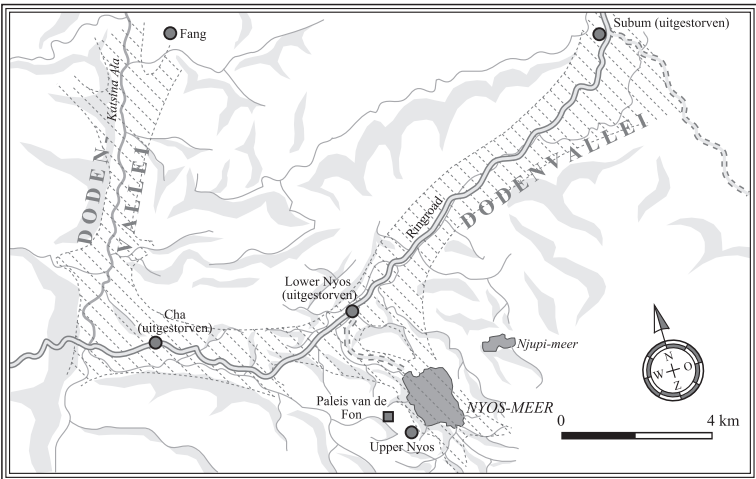 Fang
Subum (uitgestorven)
Katsina Ala.
DODEN-
VALLEI
DODENVALLEI
Ringroad
Lower Nyos
(uitgestorven)
Cha
(uitgestorven)
Njupi-meer
N
W O
Z
Paleis van de
Fon
NYOS-MEER
0 4 km
Upper Nyos